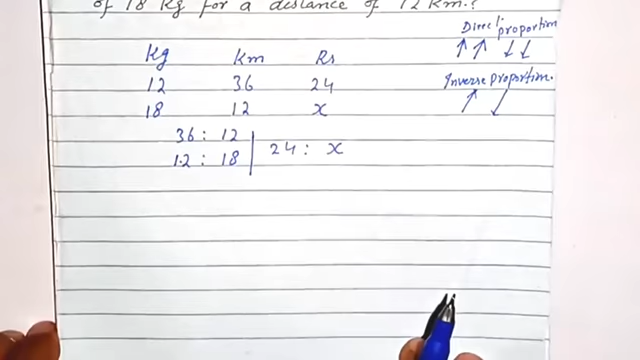 of 18 Kg for a distance of 12 Km.?
Direct proportion
Kg Km Rs
12 36 24
Inverse proportion.
18 12 x
36 : 12
12 : 18
24 : x